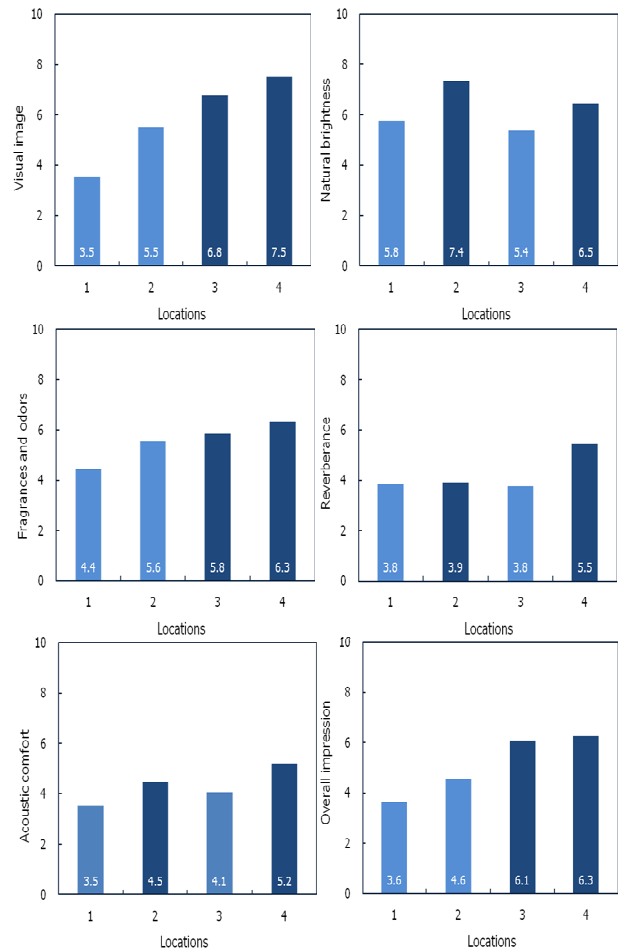 Visual image
10
8
6
4
2
0
3.5 5.5 6.8 7.5
1 2 3 4
Locations
Natural brightness
10
8
6
4
2
0
5.8 7.4 5.4 6.5
1 2 3 4
Locations
Fragrances and odors
10
8
6
4
2
0
4.4 5.6 5.8 6.3
1 2 3 4
Locations
Reverberance
10
8
6
4
2
0
3.8 3.9 3.8 5.5
1 2 3 4
Locations
Acoustic comfort
10
8
6
4
2
0
3.5 4.5 4.1 5.2
1 2 3 4
Locations
Overall impression
10
8
6
4
2
0
3.6 4.6 6.1 6.3
1 2 3 4
Locations